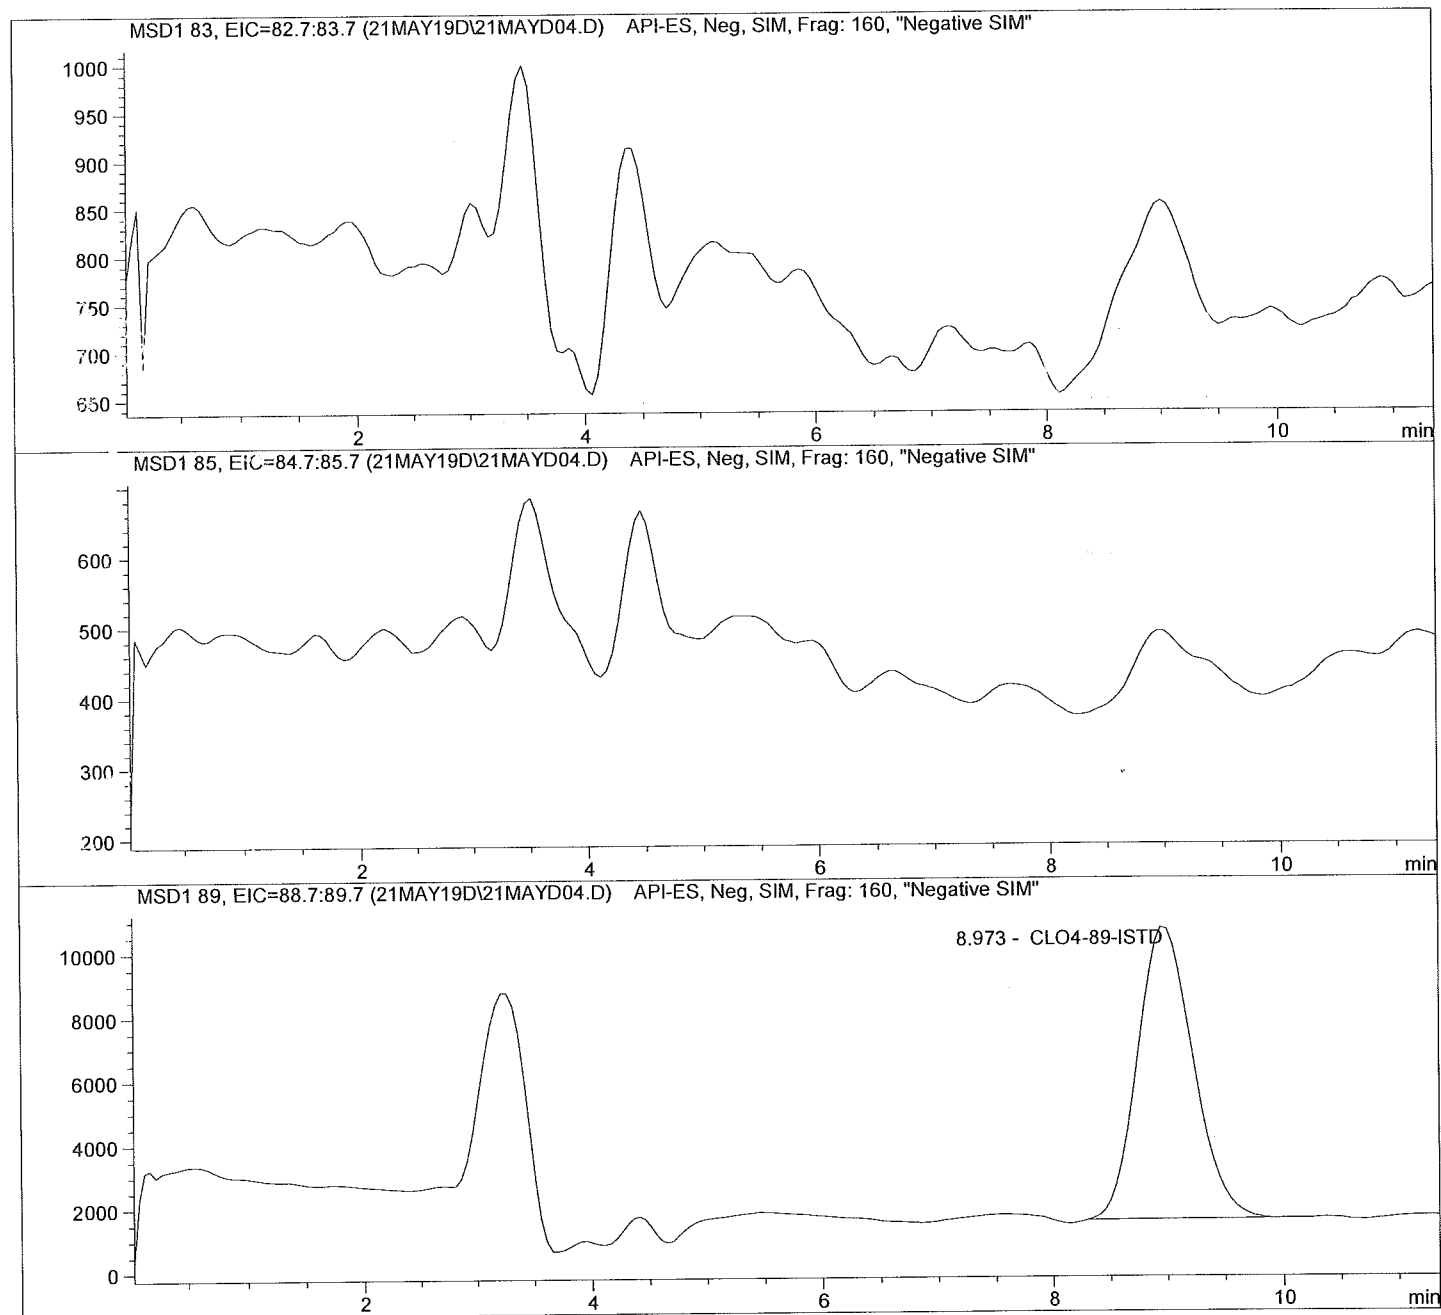 MSD1 83, EIC=82.7:83.7 (21MAY19D\21MAYD04.D) API-ES, Neg, SIM, Frag: 160, "Negative SIM"
1000
950
900
850
800
750
700
650
2 4 6 8 10 min
MSD1 85, EIC=84.7:85.7 (21MAY19D\21MAYD04.D) API-ES, Neg, SIM, Frag: 160, "Negative SIM"
600
500
400
300
200
2 4 6 8 10 min
MSD1 89, EIC=88.7:89.7 (21MAY19D\21MAYD04.D) API-ES, Neg, SIM, Frag: 160, "Negative SIM"
8.973 - CLO4-89-ISTD
10000
8000
6000
4000
2000
0
2 4 6 8 10 min